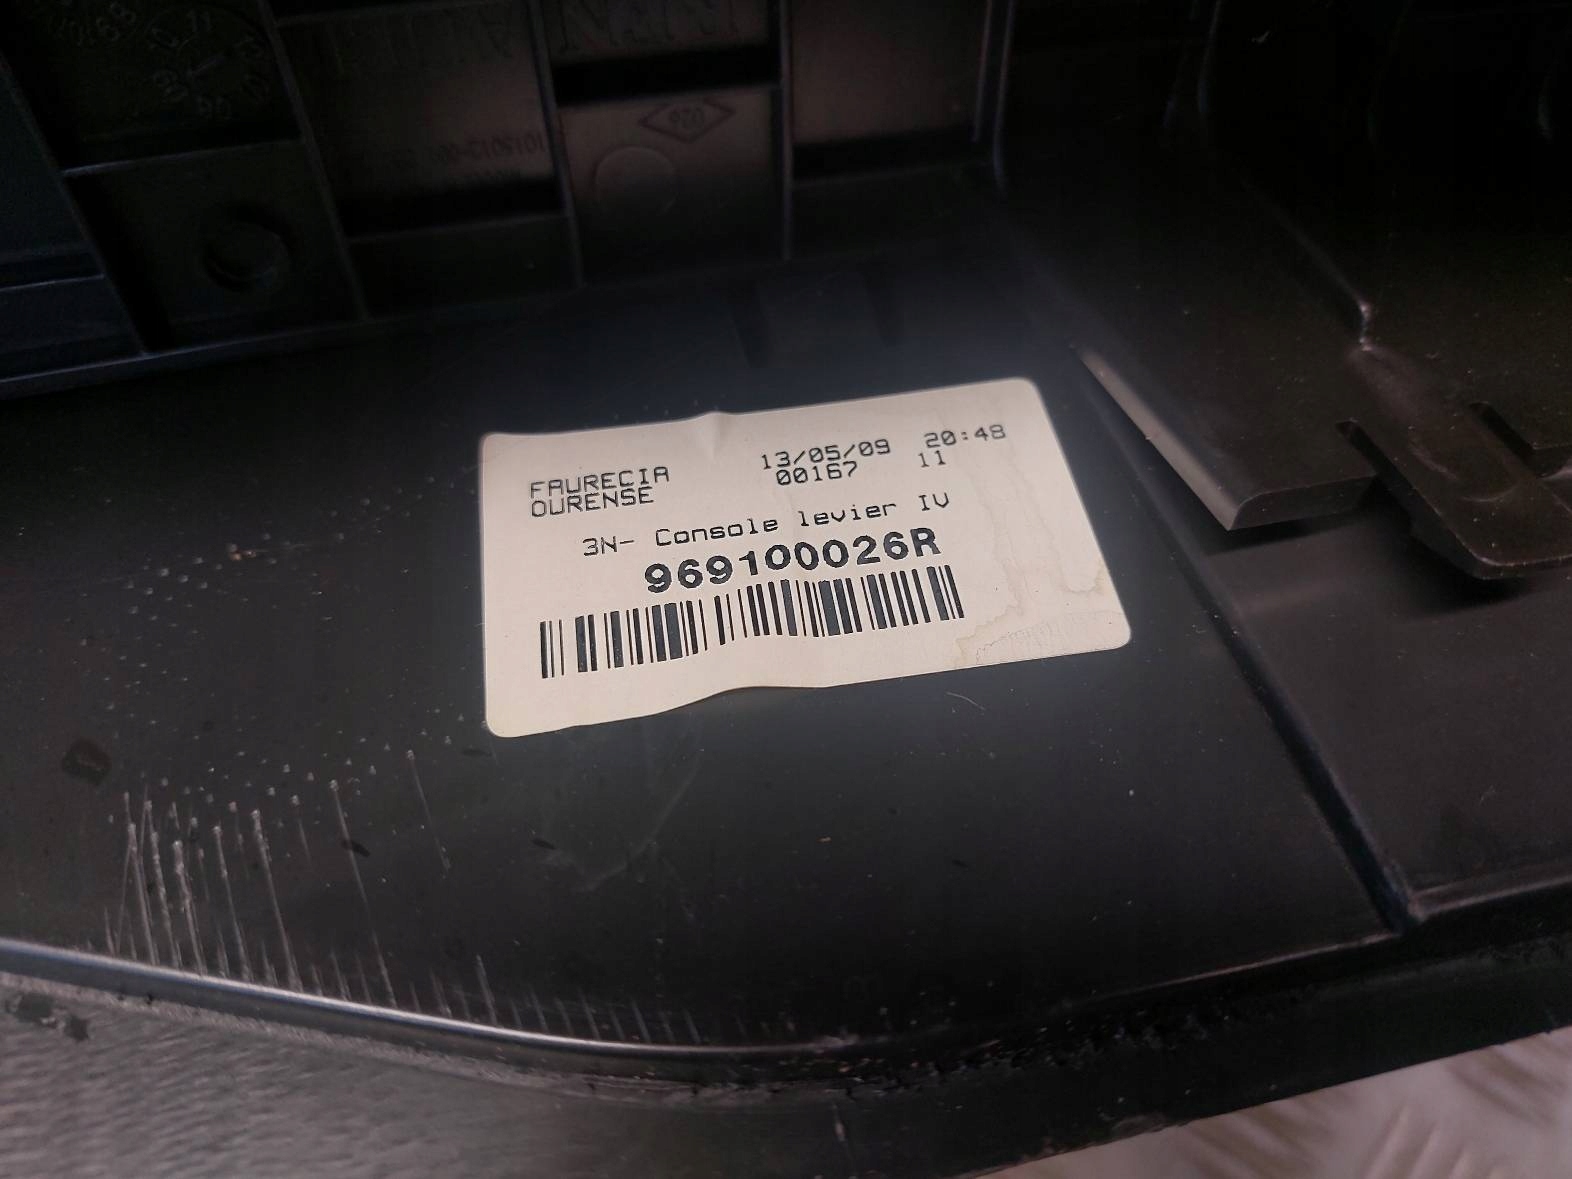 FAURECIA 13/05/09 20:48
OURENSE 00167 11
3N- Console levier IV
969100026R